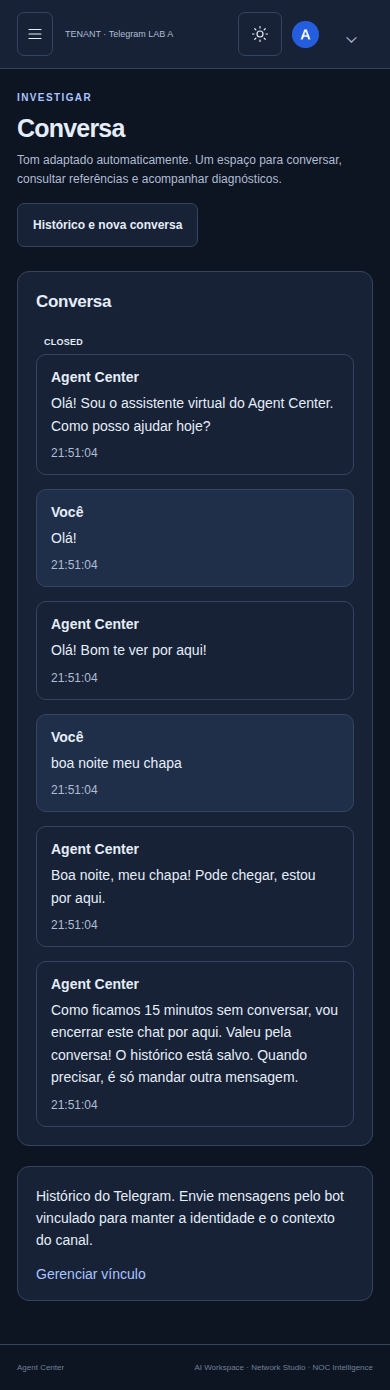 TENANT · Telegram LAB A
A
INVESTIGAR
Conversa
Tom adaptado automaticamente. Um espaço para conversar,
consultar referências e acompanhar diagnósticos.
Histórico e nova conversa
Conversa
CLOSED
Agent Center
Olá! Sou o assistente virtual do Agent Center.
Como posso ajudar hoje?
21:51:04
Você
Olá!
21:51:04
Agent Center
Olá! Bom te ver por aqui!
21:51:04
Você
boa noite meu chapa
21:51:04
Agent Center
Boa noite, meu chapa! Pode chegar, estou
por aqui.
21:51:04
Agent Center
Como ficamos 15 minutos sem conversar, vou
encerrar este chat por aqui. Valeu pela
conversa! O histórico está salvo. Quando
precisar, é só mandar outra mensagem.
21:51:04
Histórico do Telegram. Envie mensagens pelo bot
vinculado para manter a identidade e o contexto
do canal.
Gerenciar vínculo
Agent Center
AI Workspace · Network Studio · NOC Intelligence